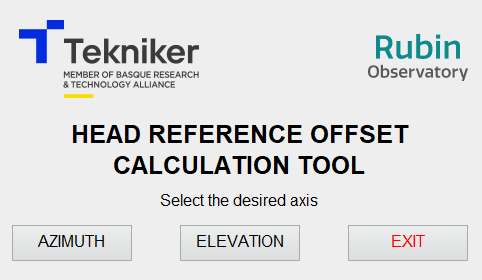 Tekniker
MEMBER OF BASQUE RESEARCH
& TECHNOLOGY ALLIANCE
Rubin
Observatory
HEAD REFERENCE OFFSET
CALCULATION TOOL
Select the desired axis
AZIMUTH
ELEVATION
EXIT